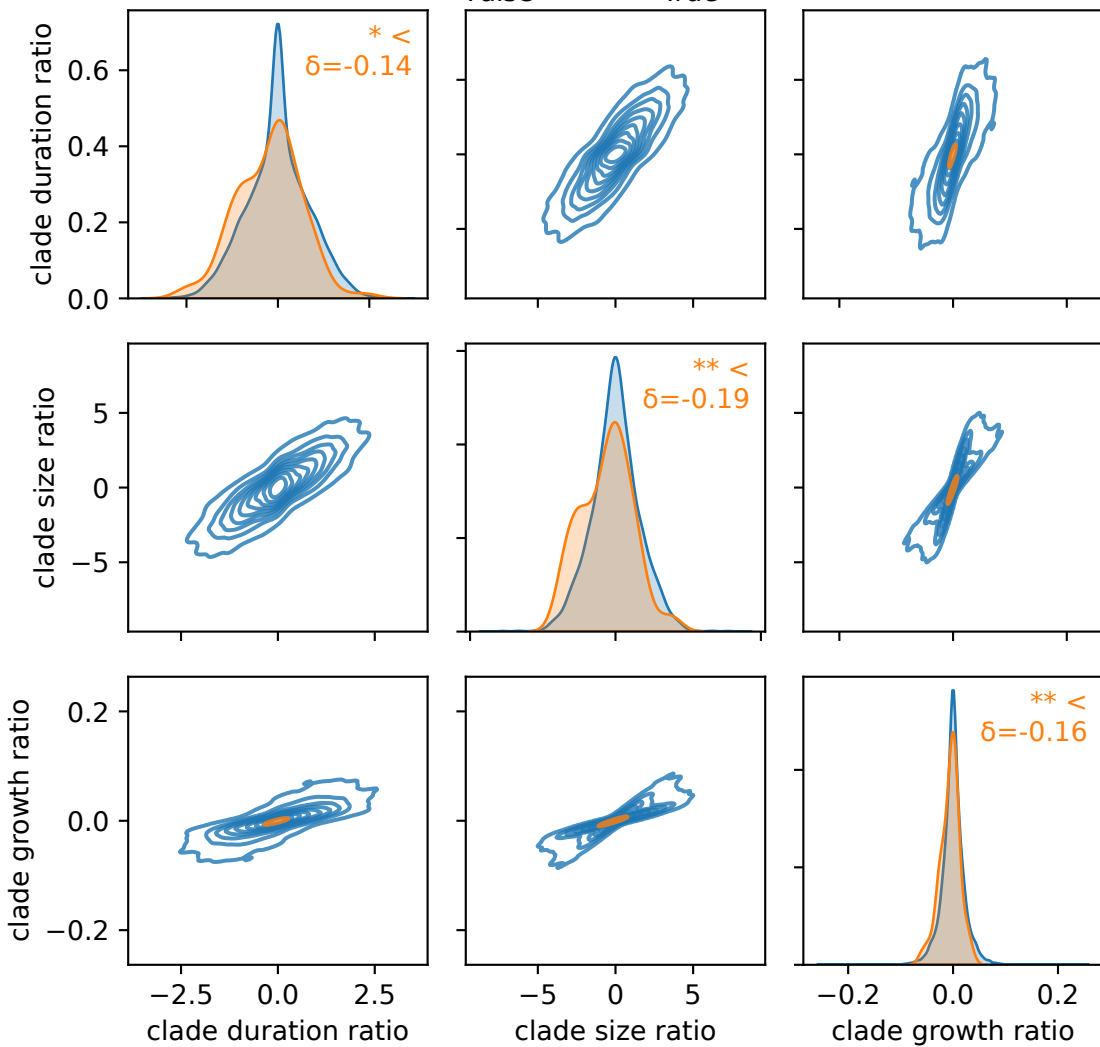 clade duration ratio
0.6
0.4
0.2
0.0
* <
δ=-0.14
clade size ratio
5
0
−5
** <
δ=-0.19
clade growth ratio
0.2
0.0
−0.2
** <
δ=-0.16
−2.5 0.0 2.5
clade duration ratio
−5 0 5
clade size ratio
−0.2 0.0 0.2
clade growth ratio